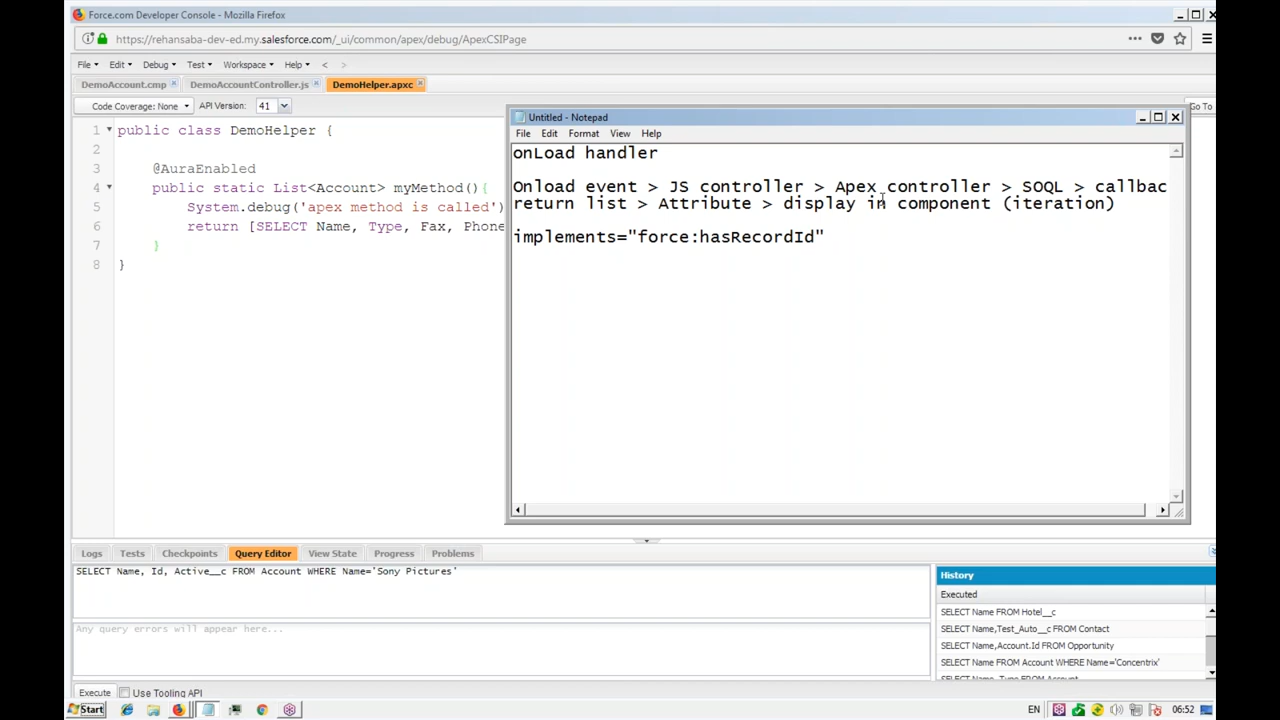 Force.com Developer Console - Mozilla Firefox
https://rehansaba-dev-ed.my.salesforce.com/_ui/common/apex/debug/ApexCSIPage
File Edit Debug Test Workspace Help < >
DemoAccount.cmp DemoAccountController.js DemoHelper.apxc
Code Coverage: None API Version: 41 Go To
1 public class DemoHelper {
2
3 @AuraEnabled
4 public static List<Account> myMethod(){
5 System.debug('apex method is called')
6 return [SELECT Name, Type, Fax, Phone
7 }
8 }
Untitled - Notepad
File Edit Format View Help
onLoad handler
Onload event > JS controller > Apex controller > SOQL > callbac
return list > Attribute > display in component (iteration)
implements="force:hasRecordId"
Logs Tests Checkpoints Query Editor View State Progress Problems
SELECT Name, Id, Active__c FROM Account WHERE Name='Sony Pictures'
Any query errors will appear here...
History
Executed
SELECT Name FROM Hotel__c
SELECT Name,Test_Auto__c FROM Contact
SELECT Name,Account.Id FROM Opportunity
SELECT Name FROM Account WHERE Name='Concentrix'
SELECT Name, Type FROM Account
Execute Use Tooling API
Start EN 06:52